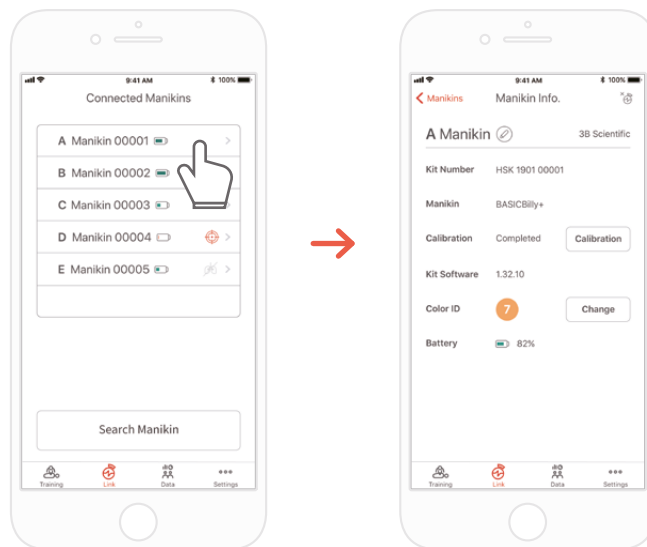 9:41 AM
100%
Connected Manikins
A Manikin 00001
B Manikin 00002
C Manikin 00003
D Manikin 00004
E Manikin 00005
Search Manikin
Training
Link
Data
Settings
9:41 AM
100%
Manikins
Manikin Info.
A Manikin
3B Scientific
Kit Number
HSK 1901 00001
Manikin
BASICBilly+
Calibration
Completed
Calibration
Kit Software
1.32.10
Color ID
7
Change
Battery
82%
Training
Link
Data
Settings